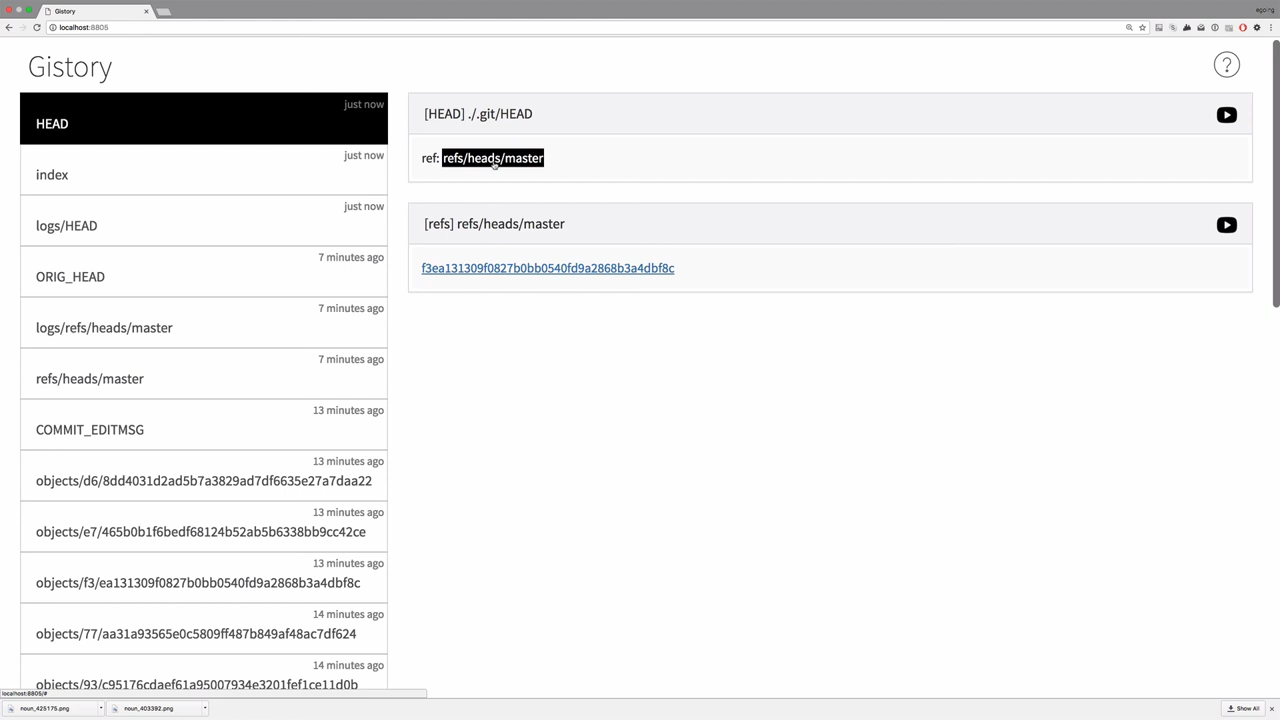 Gistory
ego ing
localhost:8805
Gistory
?
just now
HEAD
just now
index
just now
logs/HEAD
7 minutes ago
ORIG_HEAD
7 minutes ago
logs/refs/heads/master
7 minutes ago
refs/heads/master
13 minutes ago
COMMIT_EDITMSG
13 minutes ago
objects/d6/8dd4031d2ad5b7a3829ad7df6635e27a7daa22
13 minutes ago
objects/e7/465b0b1f6bedf68124b52ab5b6338bb9cc42ce
13 minutes ago
objects/f3/ea131309f0827b0bb0540fd9a2868b3a4dbf8c
14 minutes ago
objects/77/aa31a93565e0c5809ff487b849af48ac7df624
14 minutes ago
objects/93/c95176cdaef61a95007934e3201fef1ce11d0b
[HEAD] ./.git/HEAD
ref: refs/heads/master
[refs] refs/heads/master
f3ea131309f0827b0bb0540fd9a2868b3a4dbf8c
localhost:8805/#
noun_425175.png
noun_403392.png
Show All